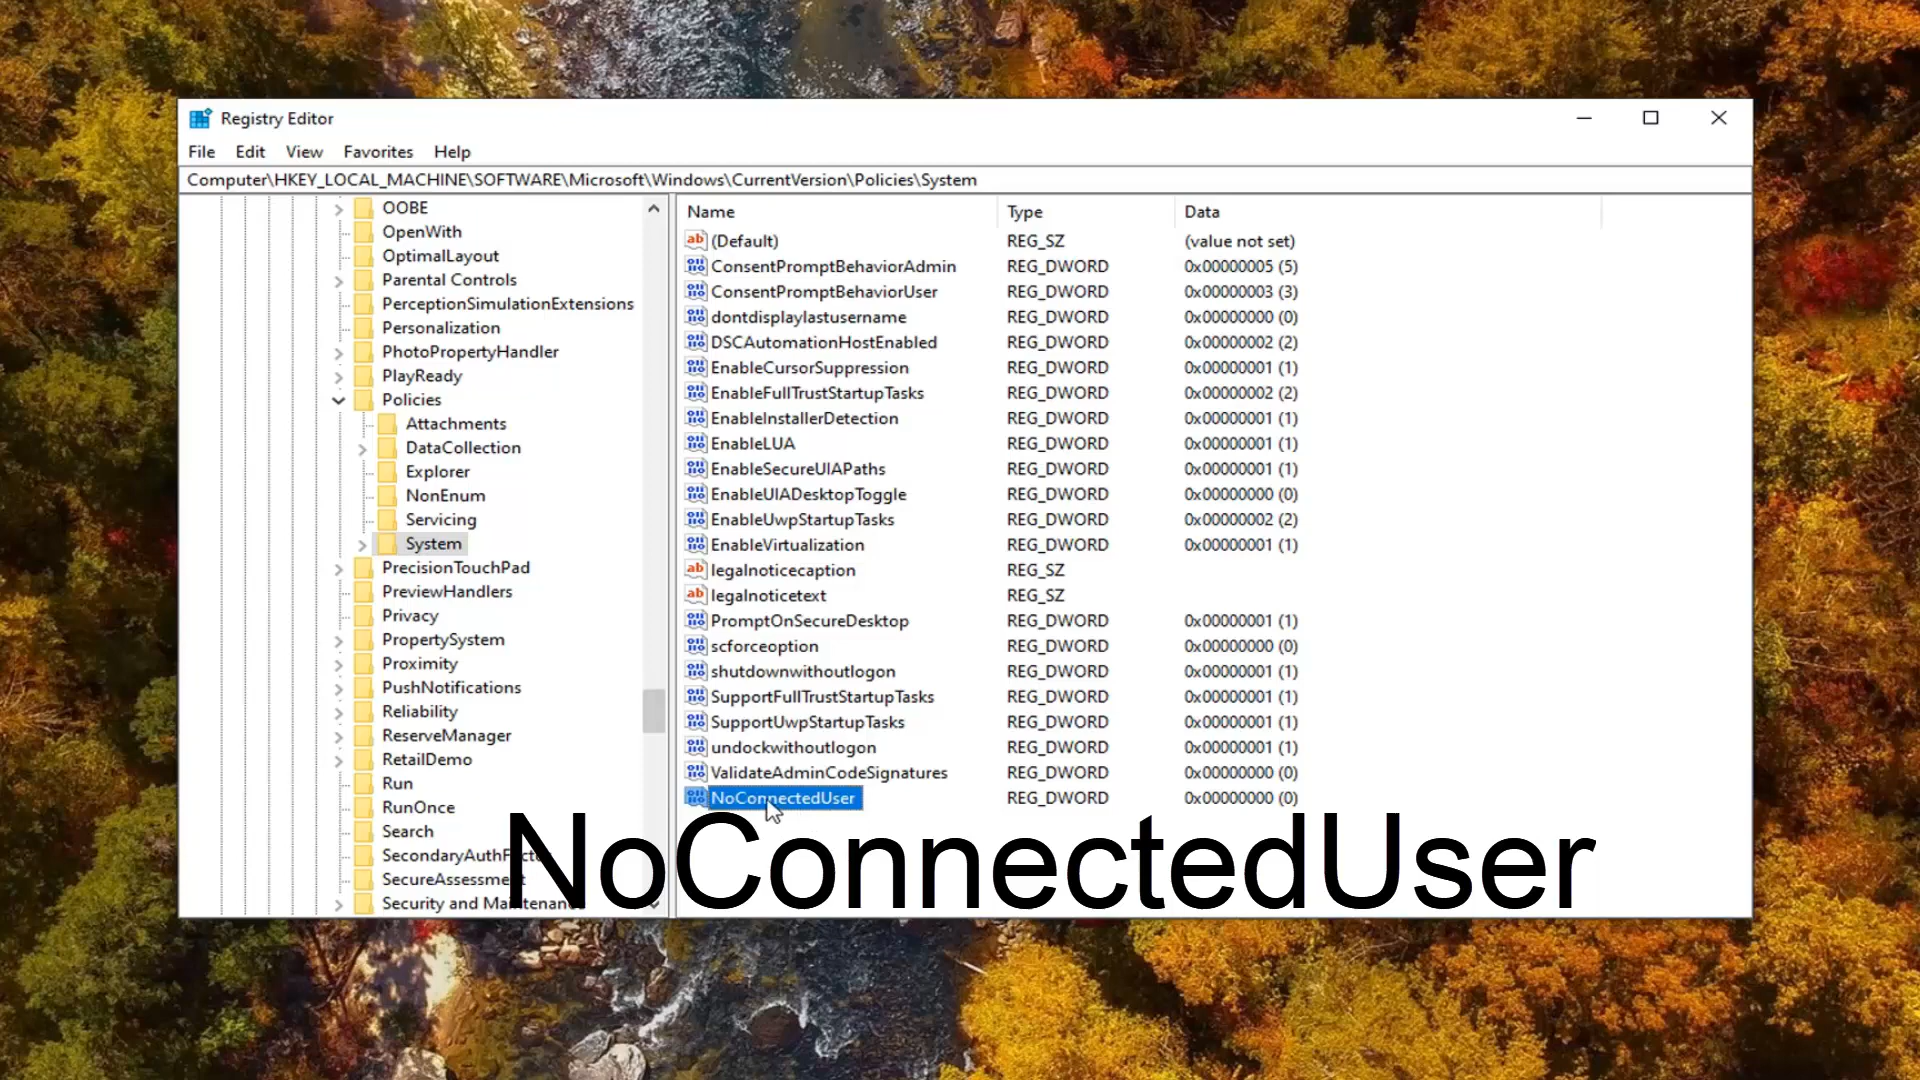 Registry Editor
File Edit View Favorites Help
Computer\HKEY_LOCAL_MACHINE\SOFTWARE\Microsoft\Windows\CurrentVersion\Policies\System
OOBE
OpenWith
OptimalLayout
Parental Controls
PerceptionSimulationExtensions
Personalization
PhotoPropertyHandler
PlayReady
Policies
Attachments
DataCollection
Explorer
NonEnum
Servicing
System
PrecisionTouchPad
PreviewHandlers
Privacy
PropertySystem
Proximity
PushNotifications
Reliability
ReserveManager
RetailDemo
Run
RunOnce
Search
SecureAssessment
Security and Maintenance
Name Type Data
(Default) REG_SZ (value not set)
ConsentPromptBehaviorAdmin REG_DWORD 0x00000005 (5)
ConsentPromptBehaviorUser REG_DWORD 0x00000003 (3)
dontdisplaylastusername REG_DWORD 0x00000000 (0)
DSCAutomationHostEnabled REG_DWORD 0x00000002 (2)
EnableCursorSuppression REG_DWORD 0x00000001 (1)
EnableFullTrustStartupTasks REG_DWORD 0x00000002 (2)
EnableInstallerDetection REG_DWORD 0x00000001 (1)
EnableLUA REG_DWORD 0x00000001 (1)
EnableSecureUIAPaths REG_DWORD 0x00000001 (1)
EnableUIADesktopToggle REG_DWORD 0x00000000 (0)
EnableUwpStartupTasks REG_DWORD 0x00000002 (2)
EnableVirtualization REG_DWORD 0x00000001 (1)
legalnoticecaption REG_SZ
legalnoticetext REG_SZ
PromptOnSecureDesktop REG_DWORD 0x00000001 (1)
scforceoption REG_DWORD 0x00000000 (0)
shutdownwithoutlogon REG_DWORD 0x00000001 (1)
SupportFullTrustStartupTasks REG_DWORD 0x00000001 (1)
SupportUwpStartupTasks REG_DWORD 0x00000001 (1)
undockwithoutlogon REG_DWORD 0x00000001 (1)
ValidateAdminCodeSignatures REG_DWORD 0x00000000 (0)
NoConnectedUser REG_DWORD 0x00000000 (0)
NoConnectedUser